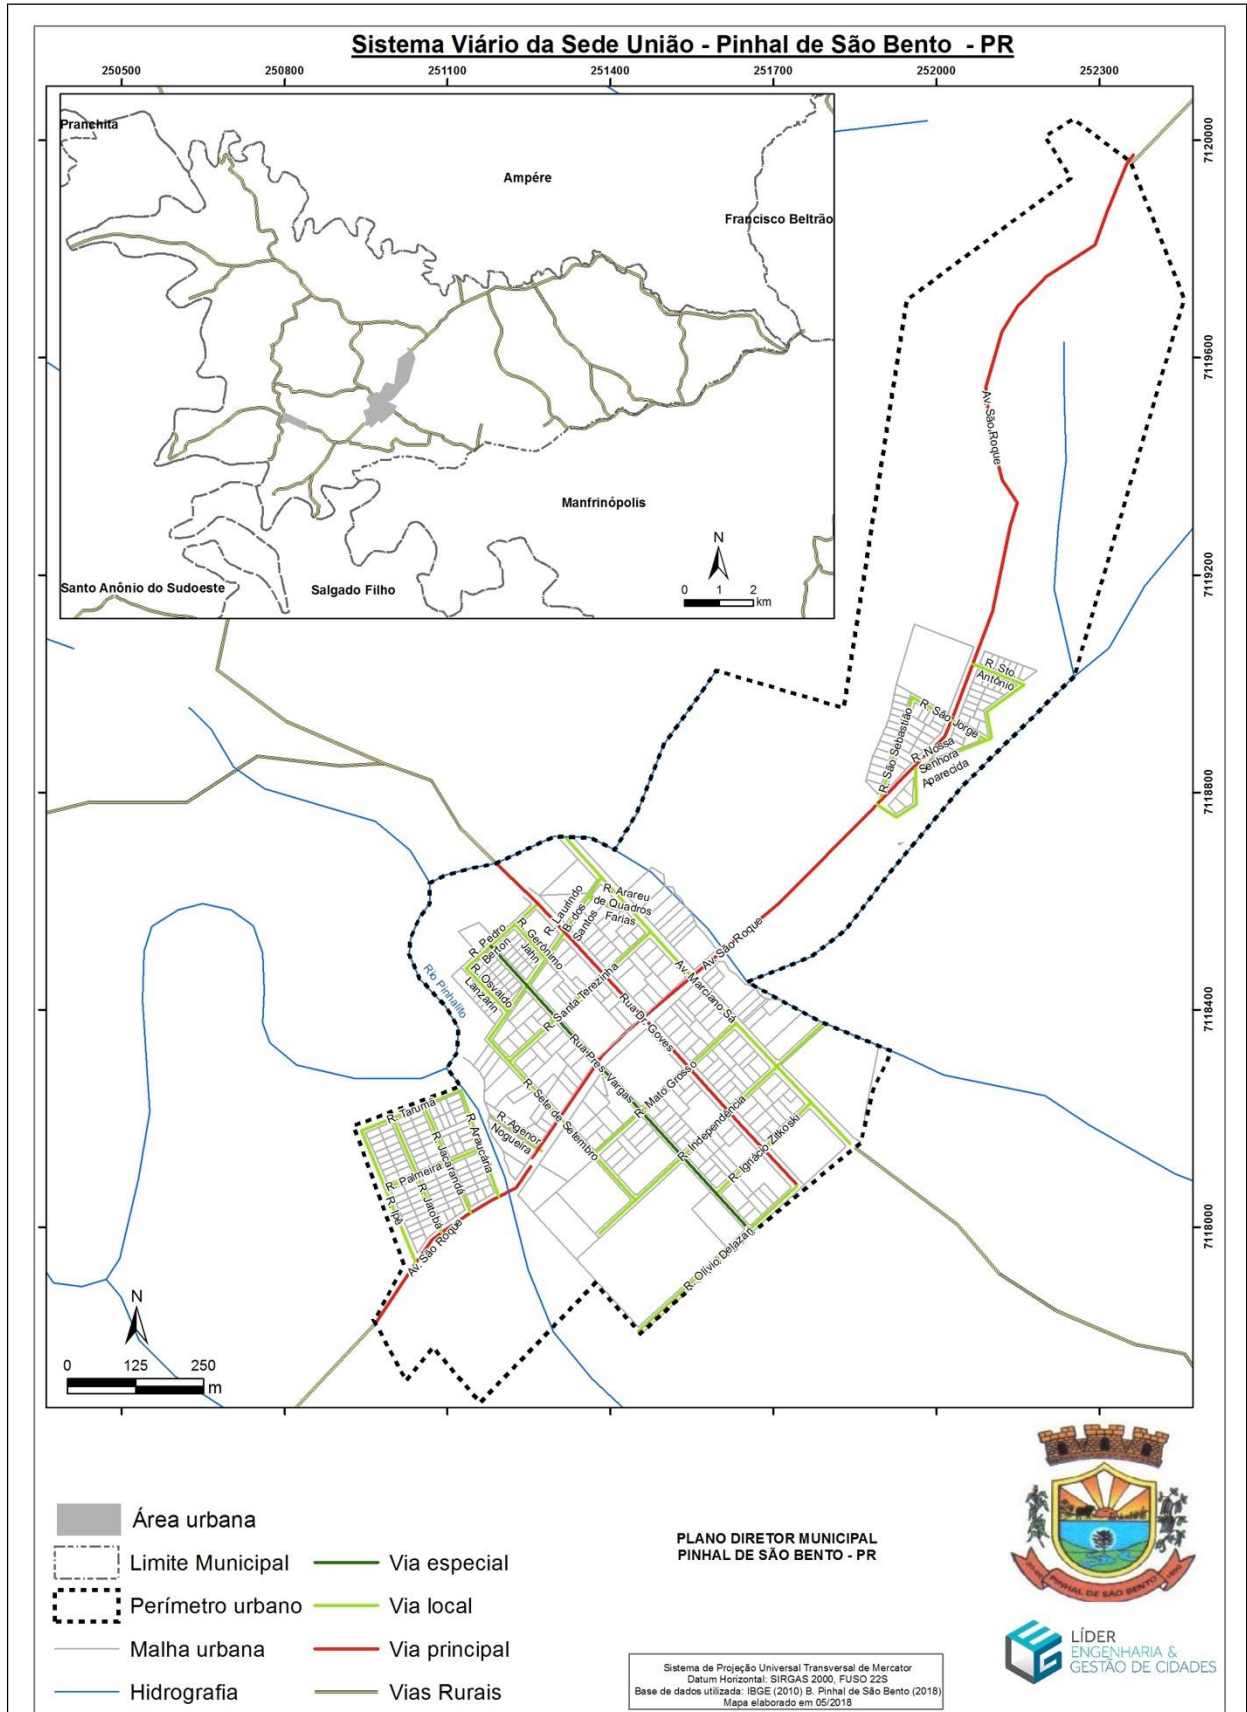 Sistema Viário da Sede União - Pinhal de São Bento - PR
250500 250800 251100 251400 251700 252000 252300
7120000
7119600
7119200
7118800
7118400
7118000
7118000
Pranchita
Ampére
Francisco Beltrão
Manfrinópolis
Santo Anônio do Sudoeste
Salgado Filho
N
0 1 2
km
Av. São Roque
R. Sto
Antônio
R. São Jorge
R. São Sebastião
R. Nossa
Senhora
Aparecida
R. Arareu
de Quadros
Farias
R. Laurindo
B. dos
Santos
R. Pedro
Berton
R. Gerônimo
Jahn
R. Osvaldo
Lanzarin
R. Santa Terezinha
Av. São Roque
Av. Marciano Sá
Rua Dr. Goves
Rua Pres. Vargas
R. Mato Grosso
R. Sete de Setembro
R. Independência
R. Ignácio Zitkoski
R. Agenor
Nogueira
R. Olívio Delazari
Rio Pinhalito
R. Tarumã
R. Araucária
R. Jacarandá
R. Palmeira
R. Jatobá
R. Ipê
Av. São Roque
N
0 125 250
m
Área urbana
Limite Municipal
Perímetro urbano
Malha urbana
Hidrografia
Via especial
Via local
Via principal
Vias Rurais
PLANO DIRETOR MUNICIPAL
PINHAL DE SÃO BENTO - PR
PINHAL DE SÃO BENTO
LÍDER
ENGENHARIA &
GESTÃO DE CIDADES
Sistema de Projeção Universal Transversal de Mercator
Datum Horizontal: SIRGAS 2000, FUSO 22S
Base de dados utilizada: IBGE (2010) B. Pinhal de São Bento (2018)
Mapa elaborado em 05/2018